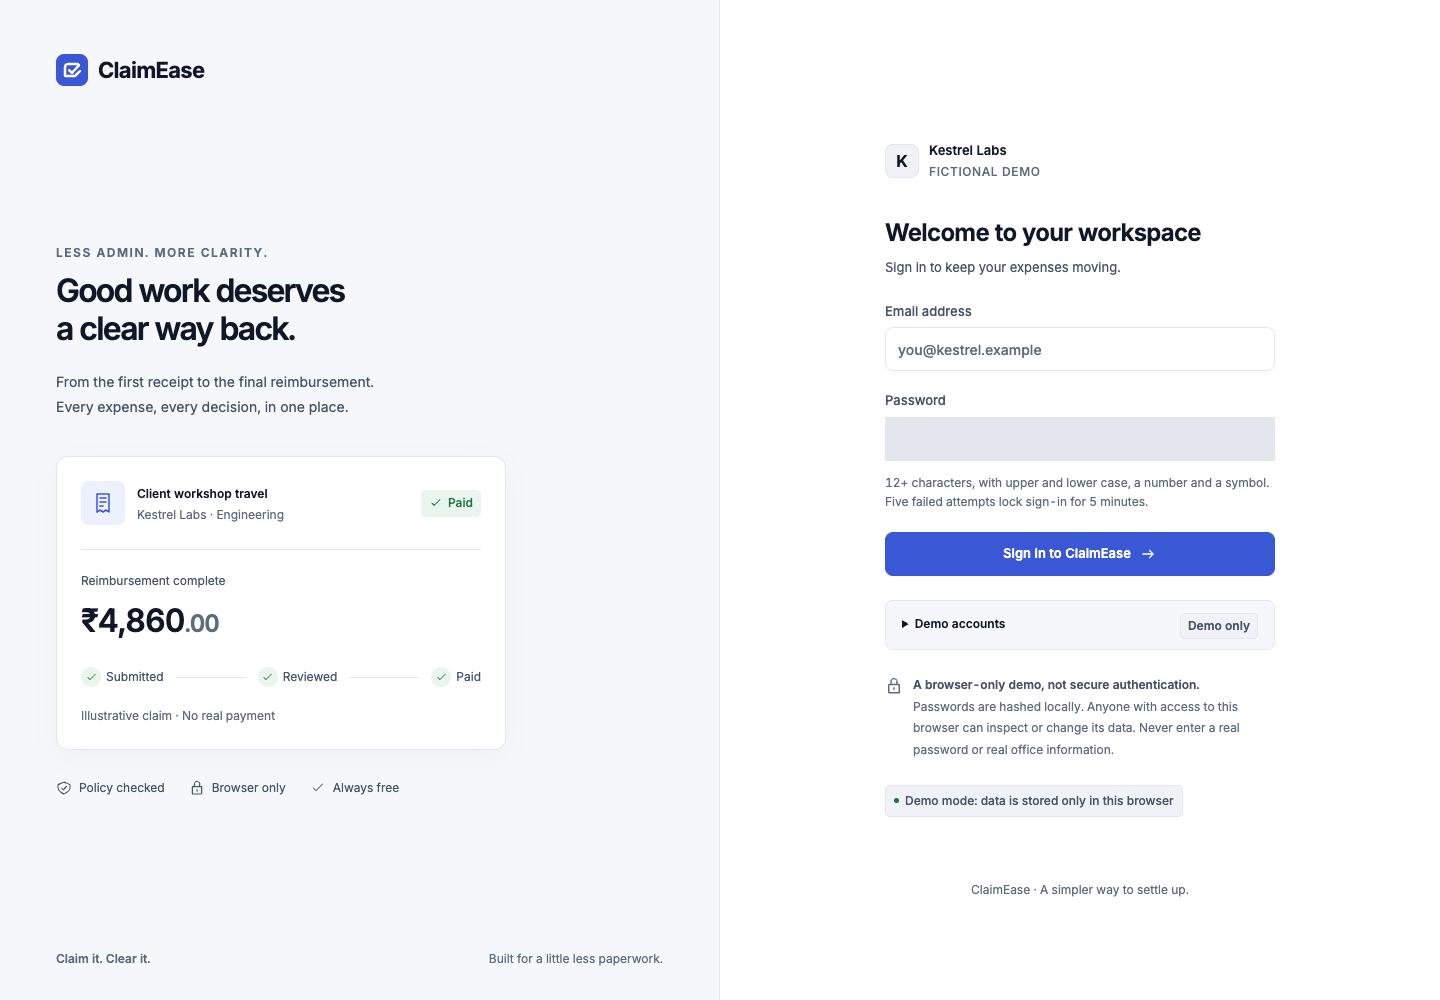 ClaimEase
LESS ADMIN. MORE CLARITY.
Good work deserves
a clear way back.
From the first receipt to the final reimbursement.
Every expense, every decision, in one place.
Client workshop travel
Kestrel Labs · Engineering
Paid
Reimbursement complete
₹4,860.00
Submitted
Reviewed
Paid
Illustrative claim · No real payment
Policy checked
Browser only
Always free
Claim it. Clear it.
Built for a little less paperwork.
K
Kestrel Labs
FICTIONAL DEMO
Welcome to your workspace
Sign in to keep your expenses moving.
Email address
you@kestrel.example
Password
12+ characters, with upper and lower case, a number and a symbol.
Five failed attempts lock sign-in for 5 minutes.
Sign in to ClaimEase →
Demo accounts
Demo only
A browser-only demo, not secure authentication.
Passwords are hashed locally. Anyone with access to this
browser can inspect or change its data. Never enter a real
password or real office information.
Demo mode: data is stored only in this browser
ClaimEase · A simpler way to settle up.